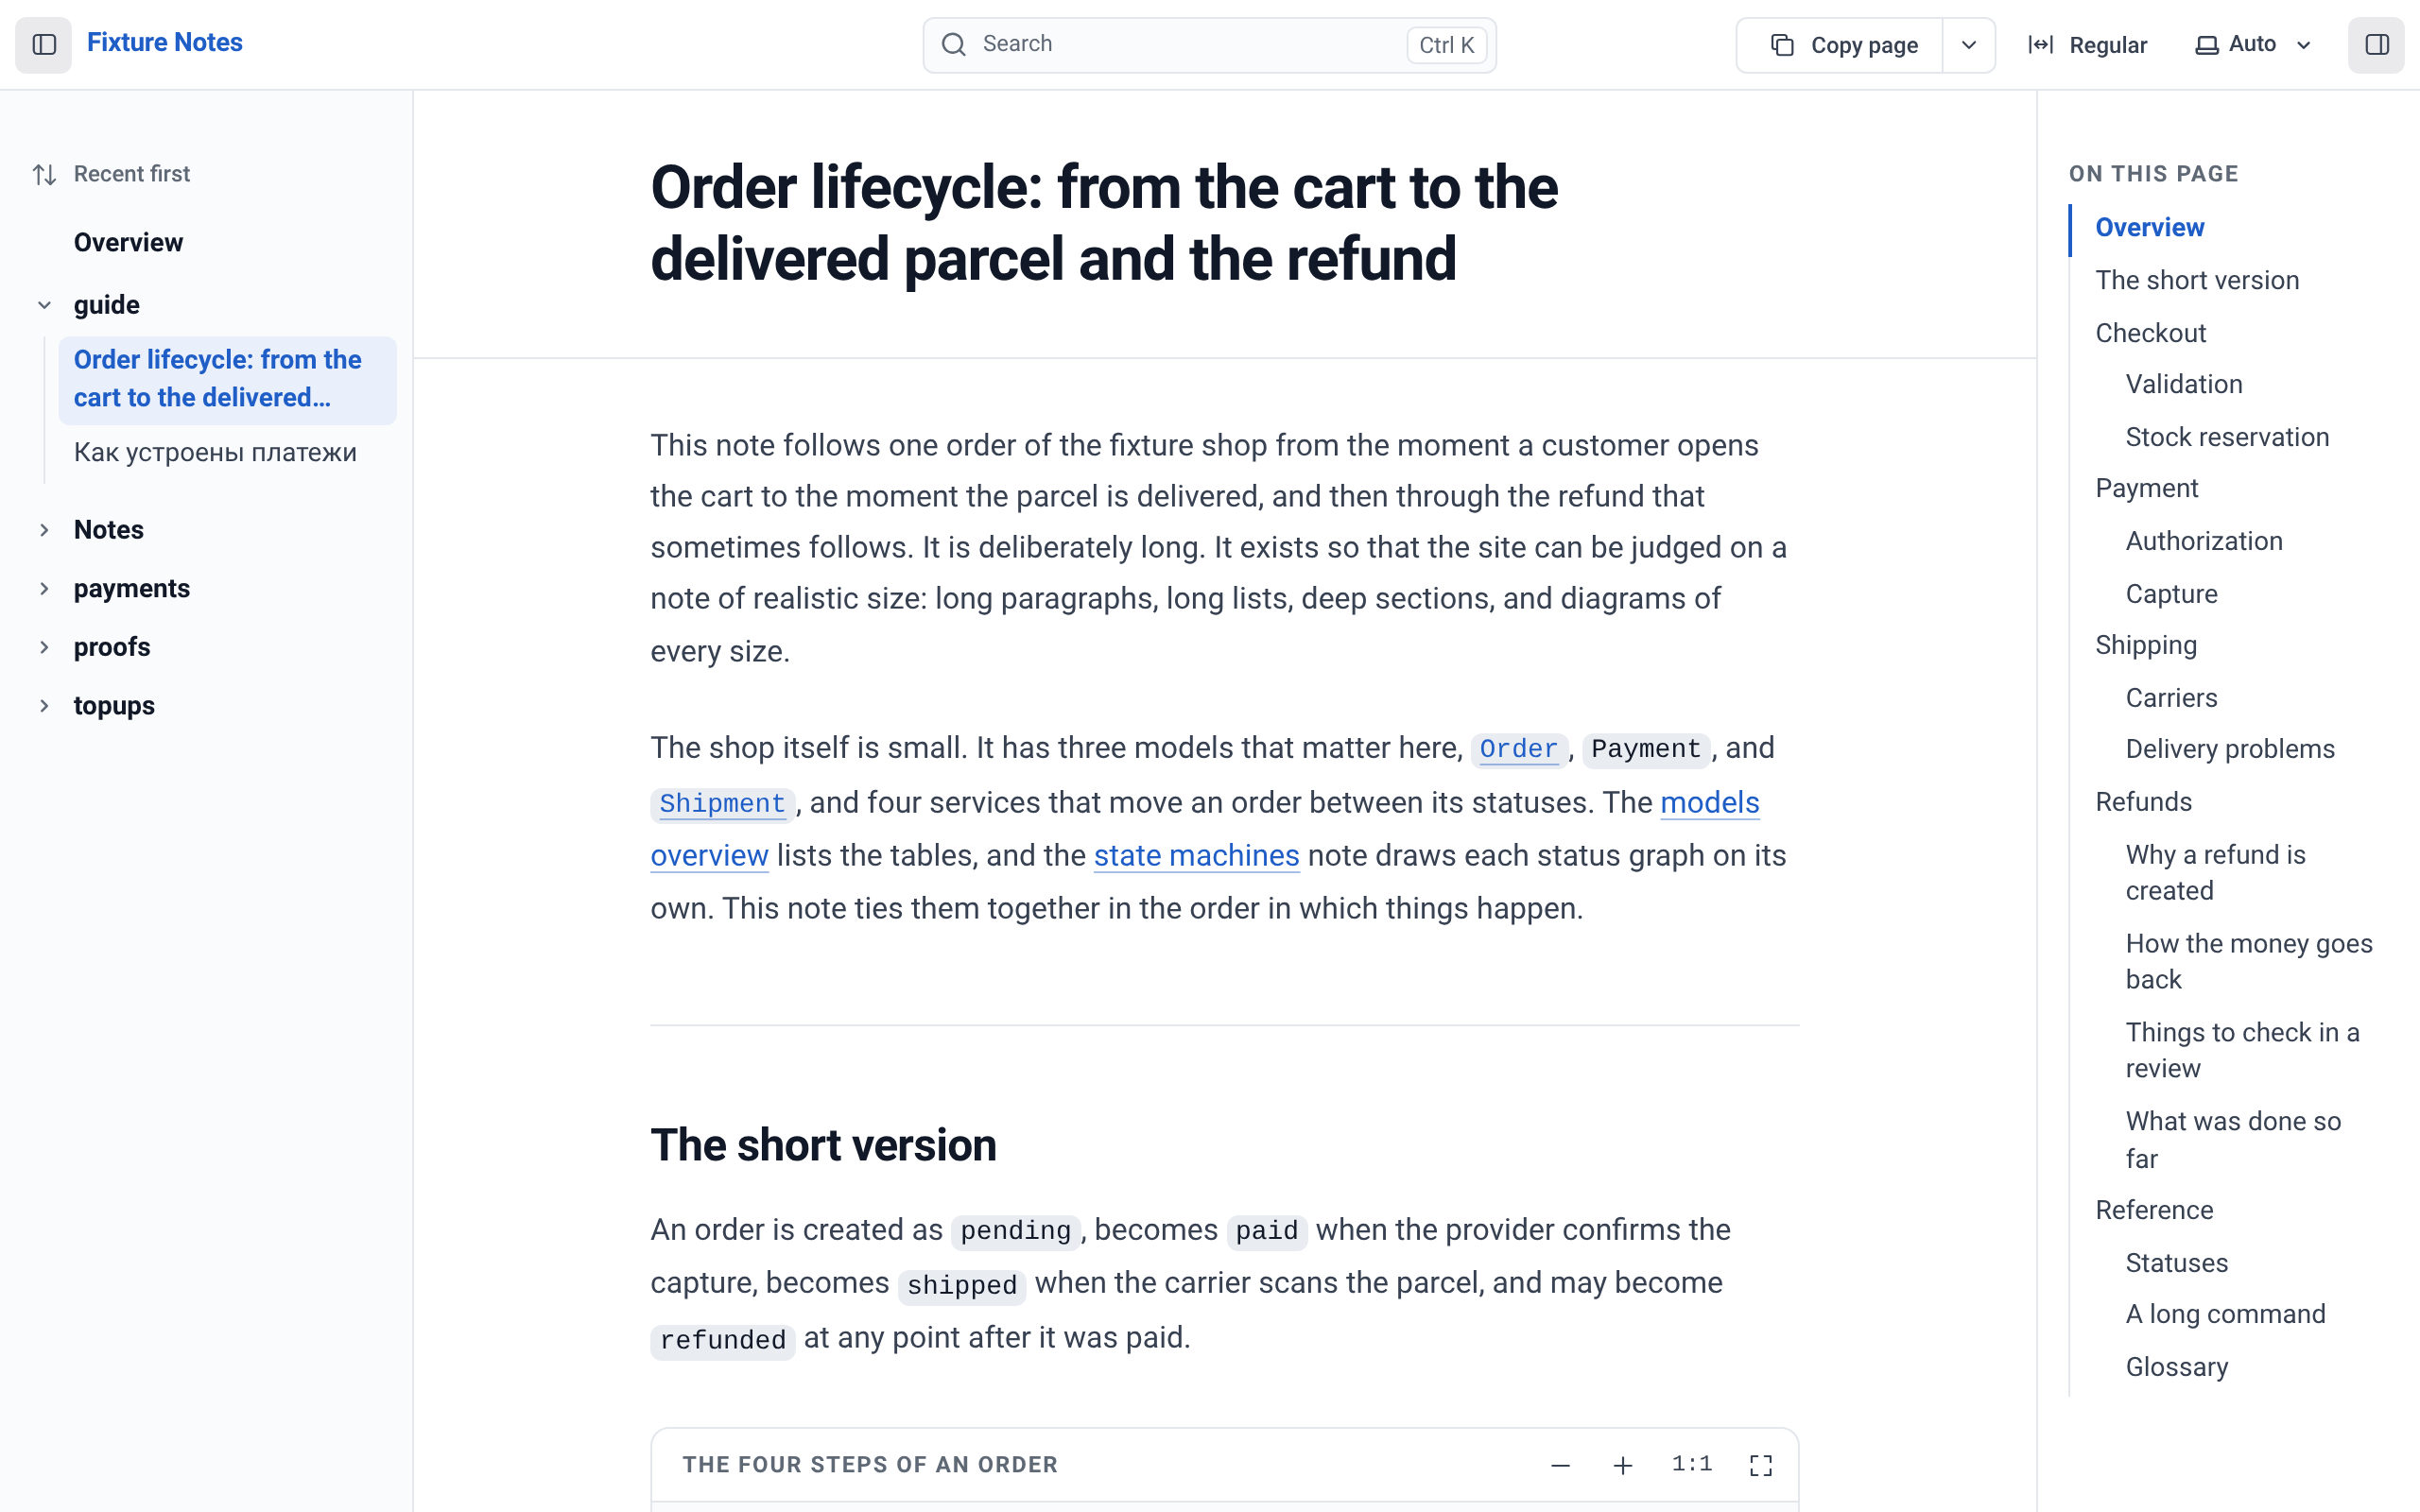 Fixture Notes
Search
Ctrl K
Copy page
Regular
Auto
Recent first
Overview
guide
Order lifecycle: from the
cart to the delivered…
Как устроены платежи
Notes
payments
proofs
topups
Order lifecycle: from the cart to the
delivered parcel and the refund
This note follows one order of the fixture shop from the moment a customer opens
the cart to the moment the parcel is delivered, and then through the refund that
sometimes follows. It is deliberately long. It exists so that the site can be judged on a
note of realistic size: long paragraphs, long lists, deep sections, and diagrams of
every size.
The shop itself is small. It has three models that matter here, Order, Payment, and
Shipment, and four services that move an order between its statuses. The models
overview lists the tables, and the state machines note draws each status graph on its
own. This note ties them together in the order in which things happen.
The short version
An order is created as pending, becomes paid when the provider confirms the
capture, becomes shipped when the carrier scans the parcel, and may become
refunded at any point after it was paid.
THE FOUR STEPS OF AN ORDER
1:1
ON THIS PAGE
Overview
The short version
Checkout
Validation
Stock reservation
Payment
Authorization
Capture
Shipping
Carriers
Delivery problems
Refunds
Why a refund is
created
How the money goes
back
Things to check in a
review
What was done so
far
Reference
Statuses
A long command
Glossary